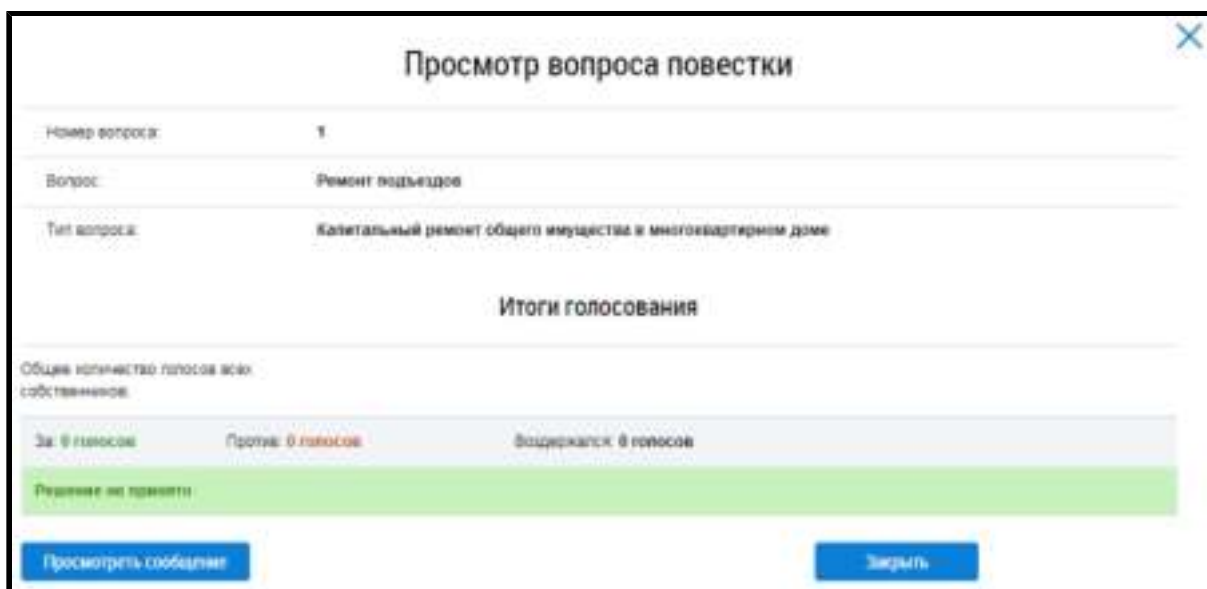 Просмотр вопроса повестки
Номер вопроса: 1
Вопрос: Ремонт подъездов
Тип вопроса: Капитальный ремонт общего имущества в многоквартирном доме
Итоги голосования
Общее количество голосов всех
собственников:
За: 0 голосов Против: 0 голосов Воздержался: 0 голосов
Решение не принято
Просмотреть сообщение Закрыть